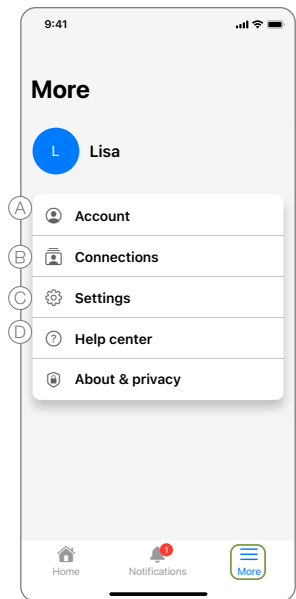 9:41
More
L
Lisa
A
Account
B
Connections
C
Settings
D
? Help center
About & privacy
1
Home
Notifications
More